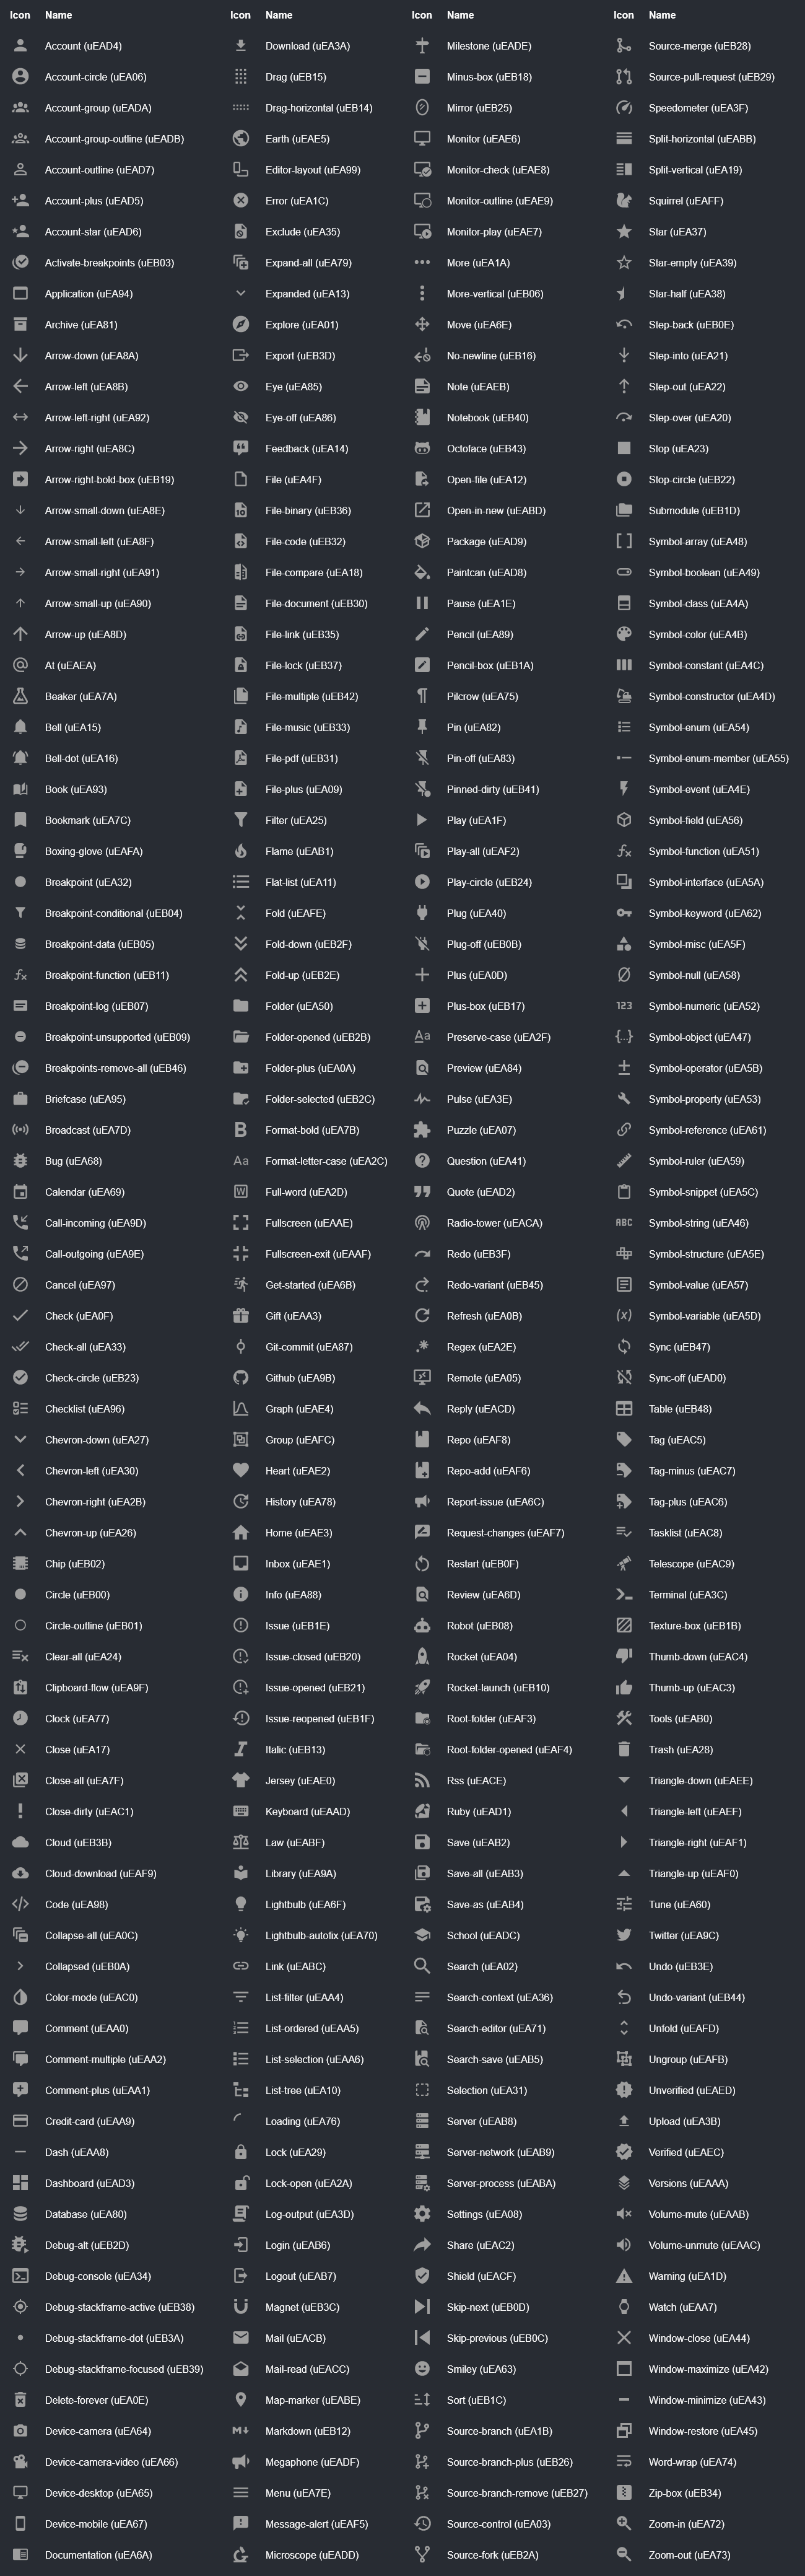 Icon Name
Account (uEAD4)
Account-circle (uEA06)
Account-group (uEADA)
Account-group-outline (uEADB)
Account-outline (uEAD7)
Account-plus (uEAD5)
Account-star (uEAD6)
Activate-breakpoints (uEB03)
Application (uEA94)
Archive (uEA81)
Arrow-down (uEA8A)
Arrow-left (uEA8B)
Arrow-left-right (uEA92)
Arrow-right (uEA8C)
Arrow-right-bold-box (uEB19)
Arrow-small-down (uEA8E)
Arrow-small-left (uEA8F)
Arrow-small-right (uEA91)
Arrow-small-up (uEA90)
Arrow-up (uEA8D)
At (uEAEA)
Beaker (uEA7A)
Bell (uEA15)
Bell-dot (uEA16)
Book (uEA93)
Bookmark (uEA7C)
Boxing-glove (uEAFA)
Breakpoint (uEA32)
Breakpoint-conditional (uEB04)
Breakpoint-data (uEB05)
Breakpoint-function (uEB11)
Breakpoint-log (uEB07)
Breakpoint-unsupported (uEB09)
Breakpoints-remove-all (uEB46)
Briefcase (uEA95)
Broadcast (uEA7D)
Bug (uEA68)
Calendar (uEA69)
Call-incoming (uEA9D)
Call-outgoing (uEA9E)
Cancel (uEA97)
Check (uEA0F)
Check-all (uEA33)
Check-circle (uEB23)
Checklist (uEA96)
Chevron-down (uEA27)
Chevron-left (uEA30)
Chevron-right (uEA2B)
Chevron-up (uEA26)
Chip (uEB02)
Circle (uEB00)
Circle-outline (uEB01)
Clear-all (uEA24)
Clipboard-flow (uEA9F)
Clock (uEA77)
Close (uEA17)
Close-all (uEA7F)
Close-dirty (uEAC1)
Cloud (uEB3B)
Cloud-download (uEAF9)
Code (uEA98)
Collapse-all (uEA0C)
Collapsed (uEB0A)
Color-mode (uEAC0)
Comment (uEAA0)
Comment-multiple (uEAA2)
Comment-plus (uEAA1)
Credit-card (uEAA9)
Dash (uEAA8)
Dashboard (uEAD3)
Database (uEA80)
Debug-alt (uEB2D)
Debug-console (uEA34)
Debug-stackframe-active (uEB38)
Debug-stackframe-dot (uEB3A)
Debug-stackframe-focused (uEB39)
Delete-forever (uEA0E)
Device-camera (uEA64)
Device-camera-video (uEA66)
Device-desktop (uEA65)
Device-mobile (uEA67)
Documentation (uEA6A)
Icon Name
Download (uEA3A)
Drag (uEB15)
Drag-horizontal (uEB14)
Earth (uEAE5)
Editor-layout (uEA99)
Error (uEA1C)
Exclude (uEA35)
Expand-all (uEA79)
Expanded (uEA13)
Explore (uEA01)
Export (uEB3D)
Eye (uEA85)
Eye-off (uEA86)
Feedback (uEA14)
File (uEA4F)
File-binary (uEB36)
File-code (uEB32)
File-compare (uEA18)
File-document (uEB30)
File-link (uEB35)
File-lock (uEB37)
File-multiple (uEB42)
File-music (uEB33)
File-pdf (uEB31)
File-plus (uEA09)
Filter (uEA25)
Flame (uEAB1)
Flat-list (uEA11)
Fold (uEAFE)
Fold-down (uEB2F)
Fold-up (uEB2E)
Folder (uEA50)
Folder-opened (uEB2B)
Folder-plus (uEA0A)
Folder-selected (uEB2C)
Format-bold (uEA7B)
Format-letter-case (uEA2C)
Full-word (uEA2D)
Fullscreen (uEAAE)
Fullscreen-exit (uEAAF)
Get-started (uEA6B)
Gift (uEAA3)
Git-commit (uEA87)
Github (uEA9B)
Graph (uEAE4)
Group (uEAFC)
Heart (uEAE2)
History (uEA78)
Home (uEAE3)
Inbox (uEAE1)
Info (uEA88)
Issue (uEB1E)
Issue-closed (uEB20)
Issue-opened (uEB21)
Issue-reopened (uEB1F)
Italic (uEB13)
Jersey (uEAE0)
Keyboard (uEAAD)
Law (uEABF)
Library (uEA9A)
Lightbulb (uEA6F)
Lightbulb-autofix (uEA70)
Link (uEABC)
List-filter (uEAA4)
List-ordered (uEAA5)
List-selection (uEAA6)
List-tree (uEA10)
Loading (uEA76)
Lock (uEA29)
Lock-open (uEA2A)
Log-output (uEA3D)
Login (uEAB6)
Logout (uEAB7)
Magnet (uEB3C)
Mail (uEACB)
Mail-read (uEACC)
Map-marker (uEABE)
Markdown (uEB12)
Megaphone (uEADF)
Menu (uEA7E)
Message-alert (uEAF5)
Microscope (uEADD)
Icon Name
Milestone (uEADE)
Minus-box (uEB18)
Mirror (uEB25)
Monitor (uEAE6)
Monitor-check (uEAE8)
Monitor-outline (uEAE9)
Monitor-play (uEAE7)
More (uEA1A)
More-vertical (uEB06)
Move (uEA6E)
No-newline (uEB16)
Note (uEAEB)
Notebook (uEB40)
Octoface (uEB43)
Open-file (uEA12)
Open-in-new (uEABD)
Package (uEAD9)
Paintcan (uEAD8)
Pause (uEA1E)
Pencil (uEA89)
Pencil-box (uEB1A)
Pilcrow (uEA75)
Pin (uEA82)
Pin-off (uEA83)
Pinned-dirty (uEB41)
Play (uEA1F)
Play-all (uEAF2)
Play-circle (uEB24)
Plug (uEA40)
Plug-off (uEB0B)
Plus (uEA0D)
Plus-box (uEB17)
Preserve-case (uEA2F)
Preview (uEA84)
Pulse (uEA3E)
Puzzle (uEA07)
Question (uEA41)
Quote (uEAD2)
Radio-tower (uEACA)
Redo (uEB3F)
Redo-variant (uEB45)
Refresh (uEA0B)
Regex (uEA2E)
Remote (uEA05)
Reply (uEACD)
Repo (uEAF8)
Repo-add (uEAF6)
Report-issue (uEA6C)
Request-changes (uEAF7)
Restart (uEB0F)
Review (uEA6D)
Robot (uEB08)
Rocket (uEA04)
Rocket-launch (uEB10)
Root-folder (uEAF3)
Root-folder-opened (uEAF4)
Rss (uEACE)
Ruby (uEAD1)
Save (uEAB2)
Save-all (uEAB3)
Save-as (uEAB4)
School (uEADC)
Search (uEA02)
Search-context (uEA36)
Search-editor (uEA71)
Search-save (uEAB5)
Selection (uEA31)
Server (uEAB8)
Server-network (uEAB9)
Server-process (uEABA)
Settings (uEA08)
Share (uEAC2)
Shield (uEACF)
Skip-next (uEB0D)
Skip-previous (uEB0C)
Smiley (uEA63)
Sort (uEB1C)
Source-branch (uEA1B)
Source-branch-plus (uEB26)
Source-branch-remove (uEB27)
Source-control (uEA03)
Source-fork (uEB2A)
Icon Name
Source-merge (uEB28)
Source-pull-request (uEB29)
Speedometer (uEA3F)
Split-horizontal (uEABB)
Split-vertical (uEA19)
Squirrel (uEAFF)
Star (uEA37)
Star-empty (uEA39)
Star-half (uEA38)
Step-back (uEB0E)
Step-into (uEA21)
Step-out (uEA22)
Step-over (uEA20)
Stop (uEA23)
Stop-circle (uEB22)
Submodule (uEB1D)
Symbol-array (uEA48)
Symbol-boolean (uEA49)
Symbol-class (uEA4A)
Symbol-color (uEA4B)
Symbol-constant (uEA4C)
Symbol-constructor (uEA4D)
Symbol-enum (uEA54)
Symbol-enum-member (uEA55)
Symbol-event (uEA4E)
Symbol-field (uEA56)
Symbol-function (uEA51)
Symbol-interface (uEA5A)
Symbol-keyword (uEA62)
Symbol-misc (uEA5F)
Symbol-null (uEA58)
Symbol-numeric (uEA52)
Symbol-object (uEA47)
Symbol-operator (uEA5B)
Symbol-property (uEA53)
Symbol-reference (uEA61)
Symbol-ruler (uEA59)
Symbol-snippet (uEA5C)
Symbol-string (uEA46)
Symbol-structure (uEA5E)
Symbol-value (uEA57)
Symbol-variable (uEA5D)
Sync (uEB47)
Sync-off (uEAD0)
Table (uEB48)
Tag (uEAC5)
Tag-minus (uEAC7)
Tag-plus (uEAC6)
Tasklist (uEAC8)
Telescope (uEAC9)
Terminal (uEA3C)
Texture-box (uEB1B)
Thumb-down (uEAC4)
Thumb-up (uEAC3)
Tools (uEAB0)
Trash (uEA28)
Triangle-down (uEAEE)
Triangle-left (uEAEF)
Triangle-right (uEAF1)
Triangle-up (uEAF0)
Tune (uEA60)
Twitter (uEA9C)
Undo (uEB3E)
Undo-variant (uEB44)
Unfold (uEAFD)
Ungroup (uEAFB)
Unverified (uEAED)
Upload (uEA3B)
Verified (uEAEC)
Versions (uEAAA)
Volume-mute (uEAAB)
Volume-unmute (uEAAC)
Warning (uEA1D)
Watch (uEAA7)
Window-close (uEA44)
Window-maximize (uEA42)
Window-minimize (uEA43)
Window-restore (uEA45)
Word-wrap (uEA74)
Zip-box (uEB34)
Zoom-in (uEA72)
Zoom-out (uEA73)